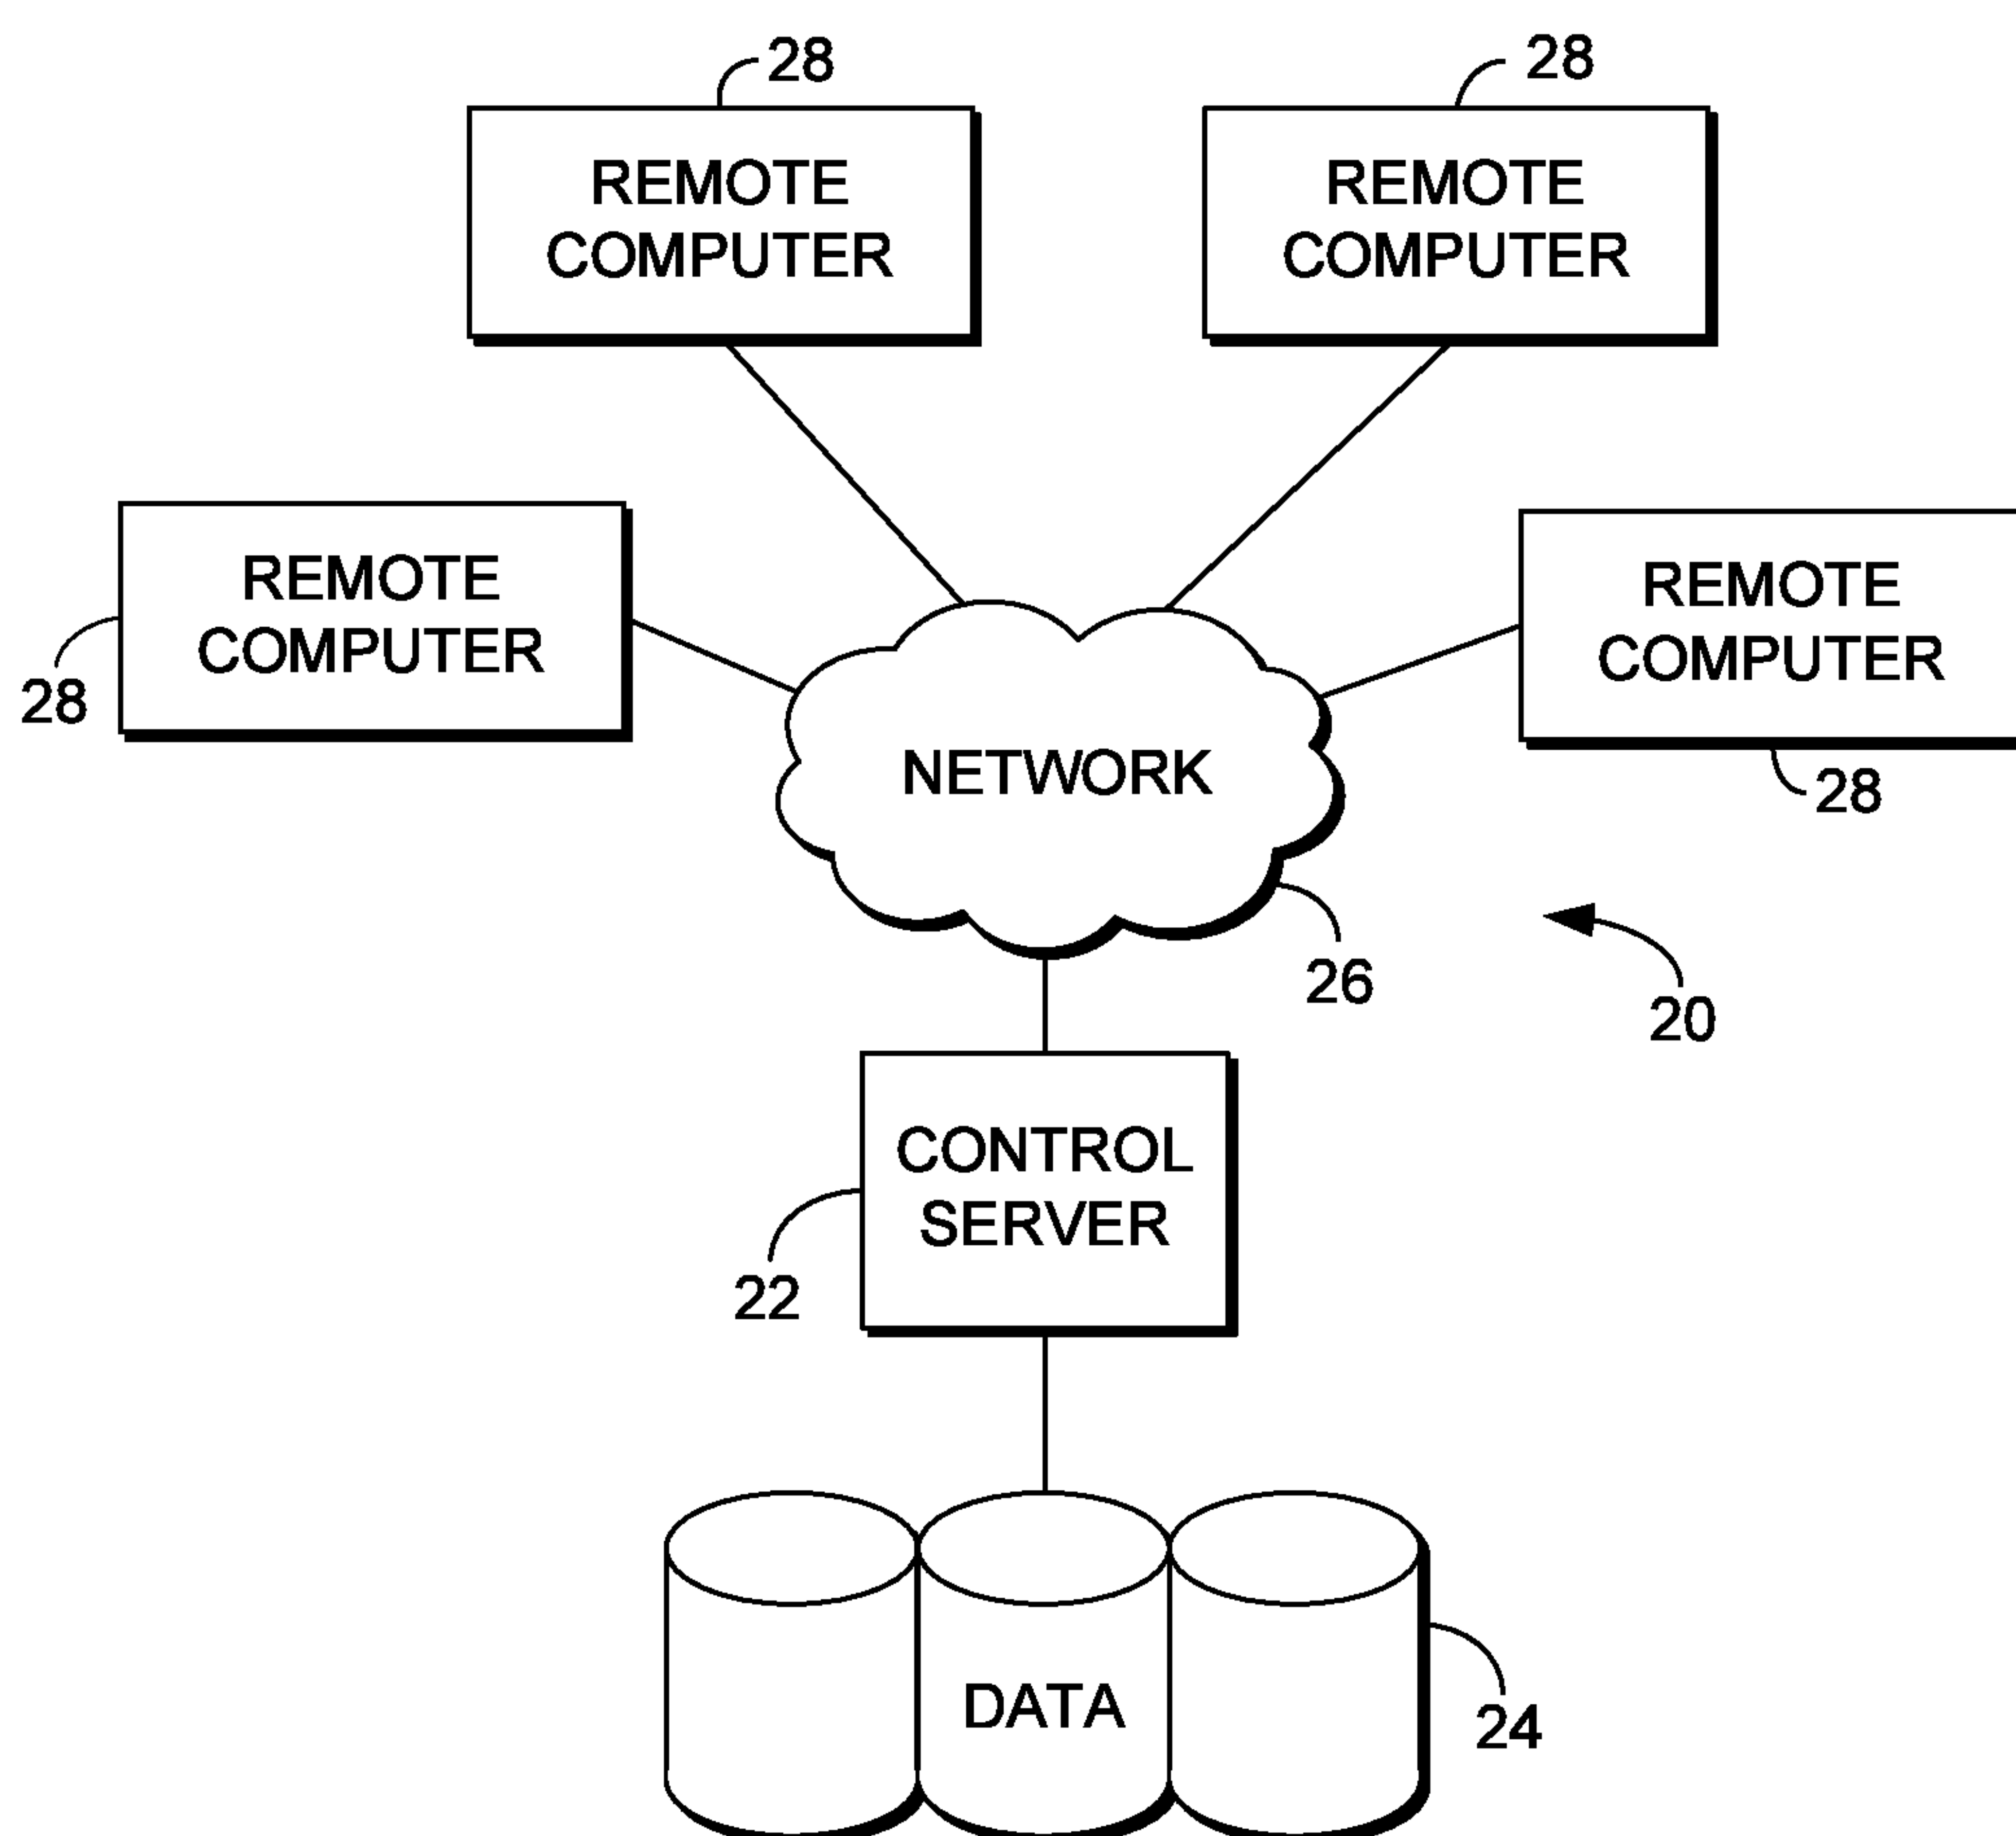 28
28
REMOTE
COMPUTER
REMOTE
COMPUTER
REMOTE
COMPUTER
28
REMOTE
COMPUTER
28
NETWORK
26
20
CONTROL
SERVER
22
DATA
24